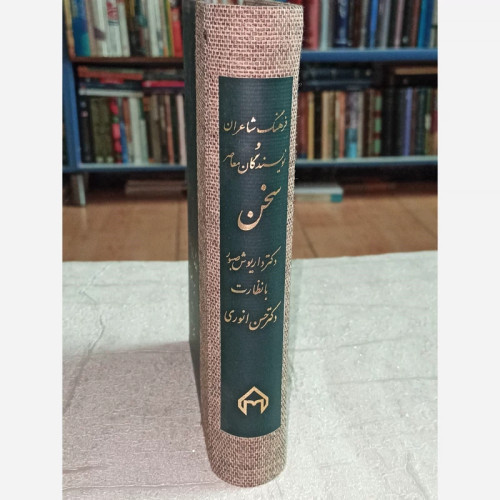 فرهنگ شاعران
و
نویسندگان معاصر
سخن
دکتر داریوش صبور
با نظارت
دکتر حسن انوری